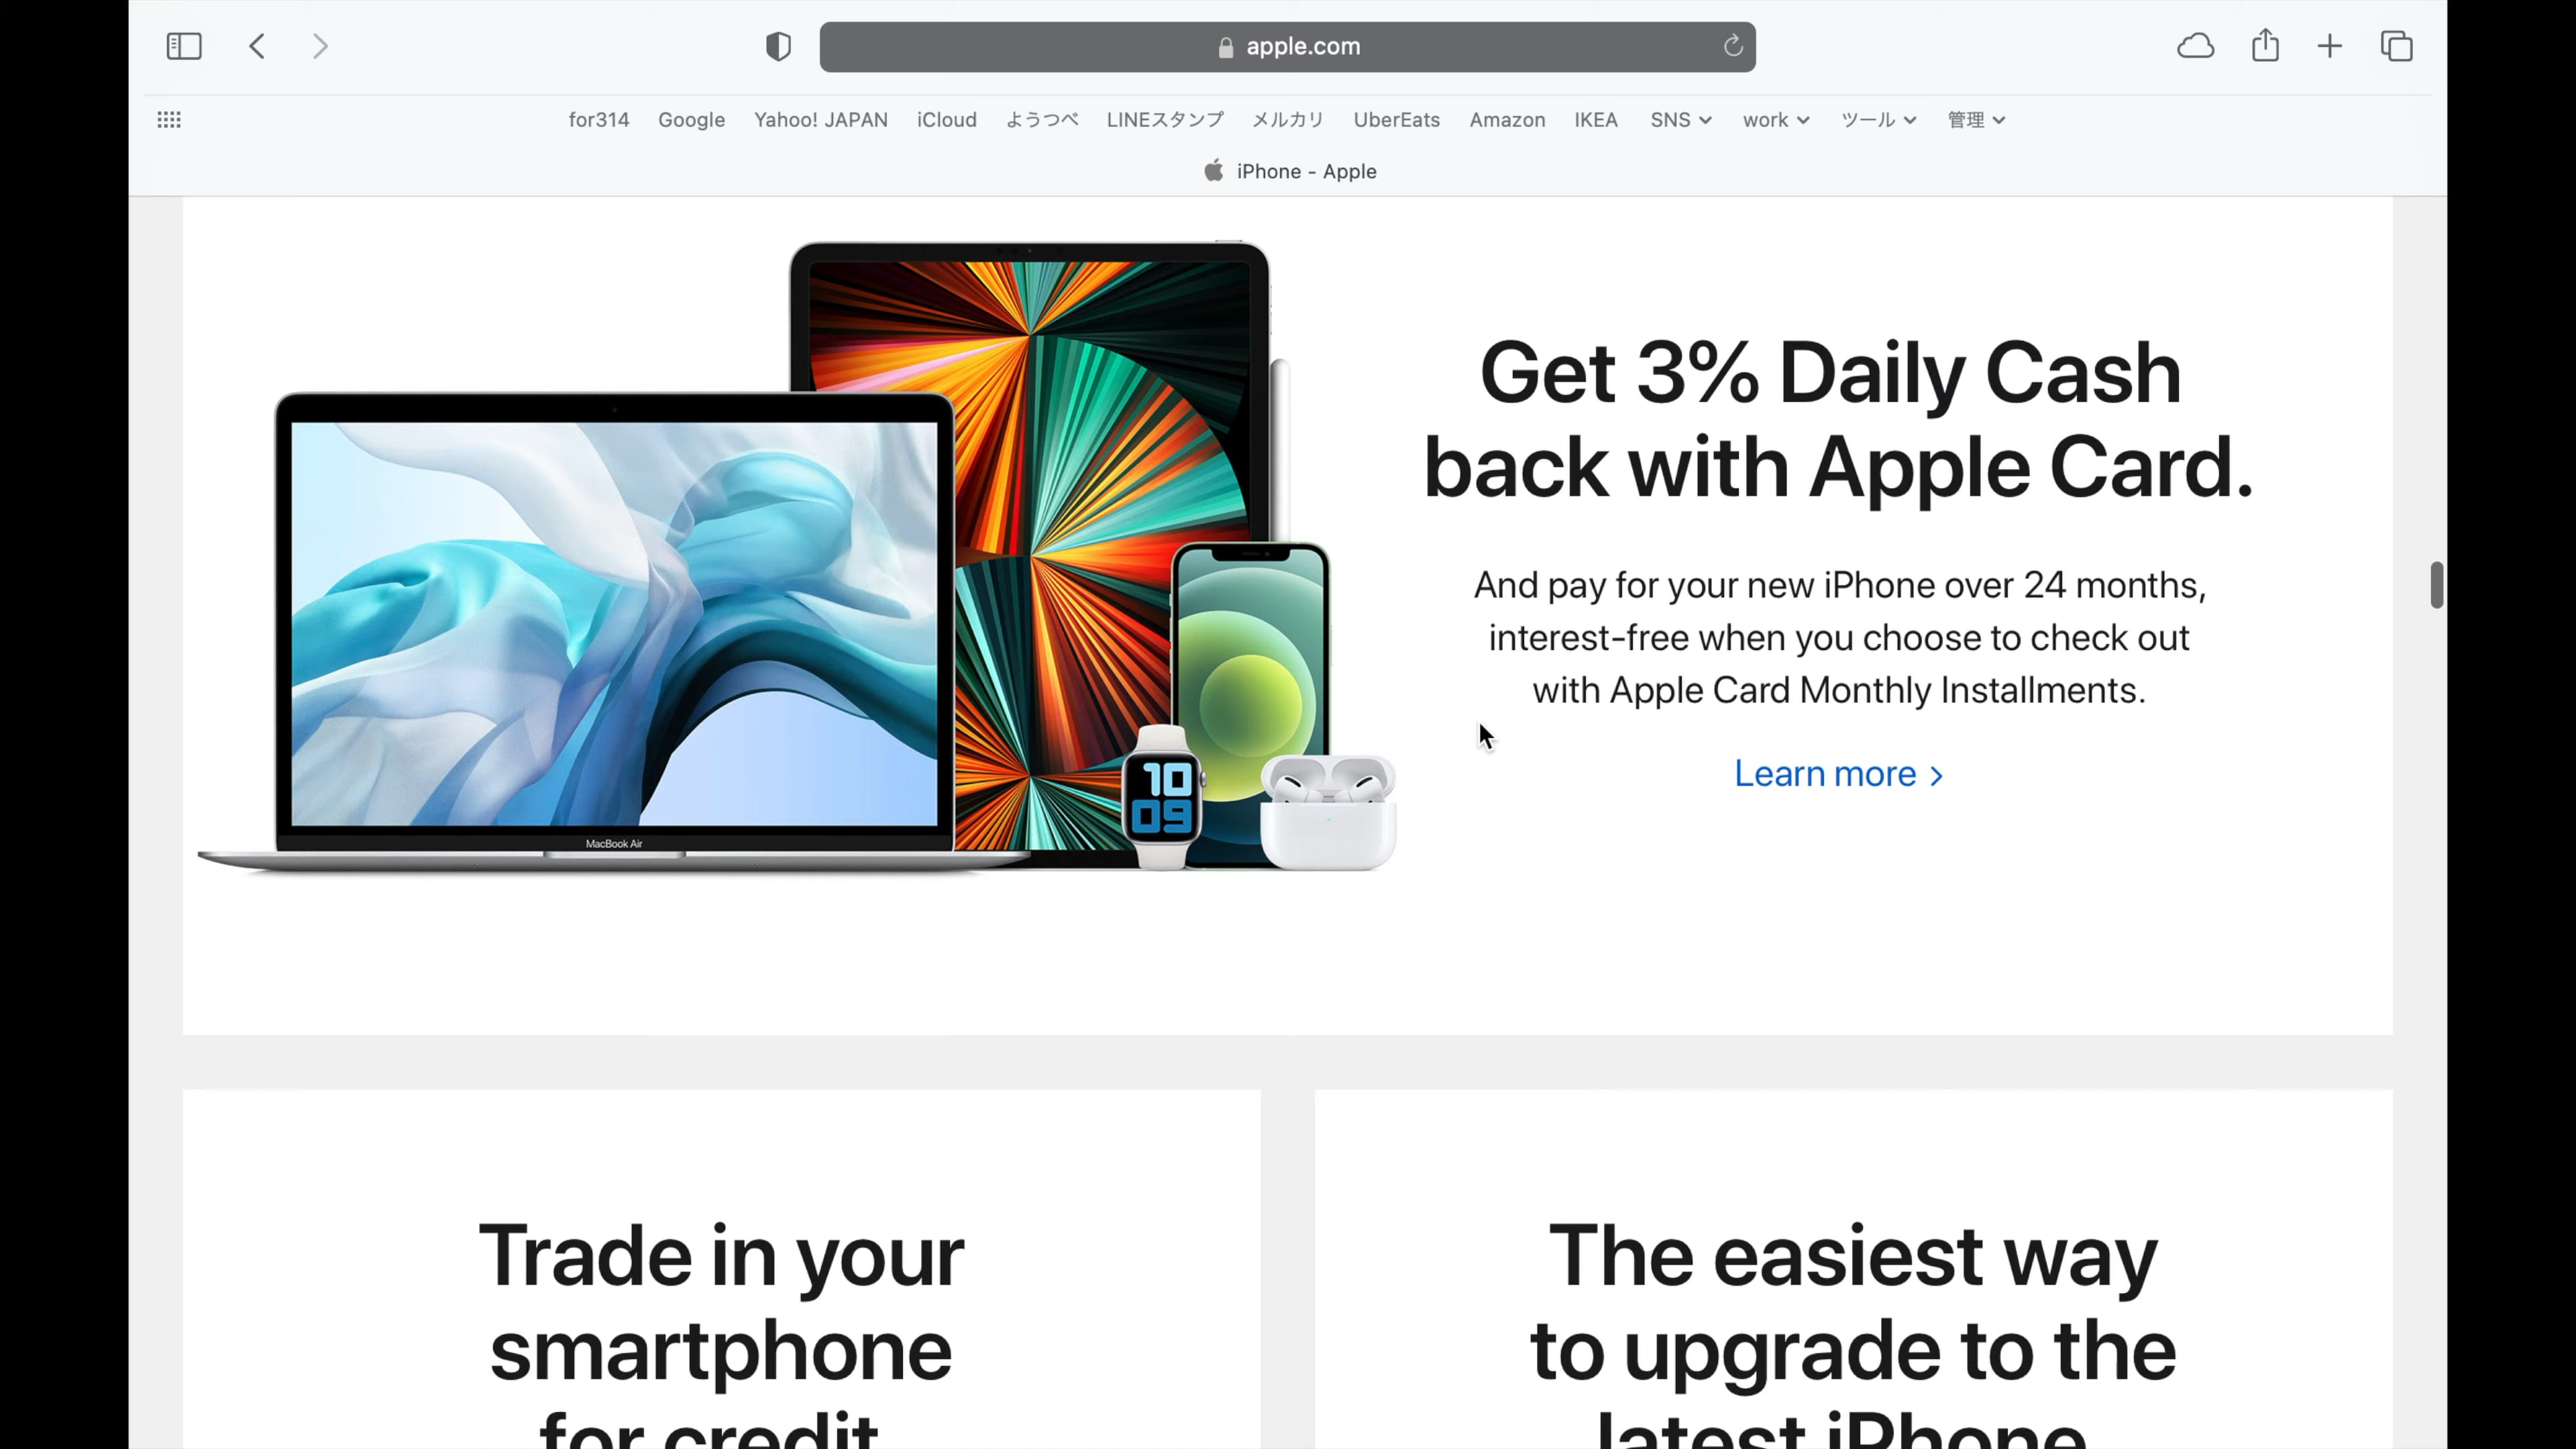 apple.com
for314 Google Yahoo! JAPAN iCloud ようつべ LINEスタンプ メルカリ UberEats Amazon IKEA SNS work ツール 管理
iPhone - Apple
Get 3% Daily Cash
back with Apple Card.
And pay for your new iPhone over 24 months,
interest-free when you choose to check out
with Apple Card Monthly Installments.
Learn more
MacBook Air
10
09
Trade in your
smartphone
for credit
The easiest way
to upgrade to the
latest iPhone